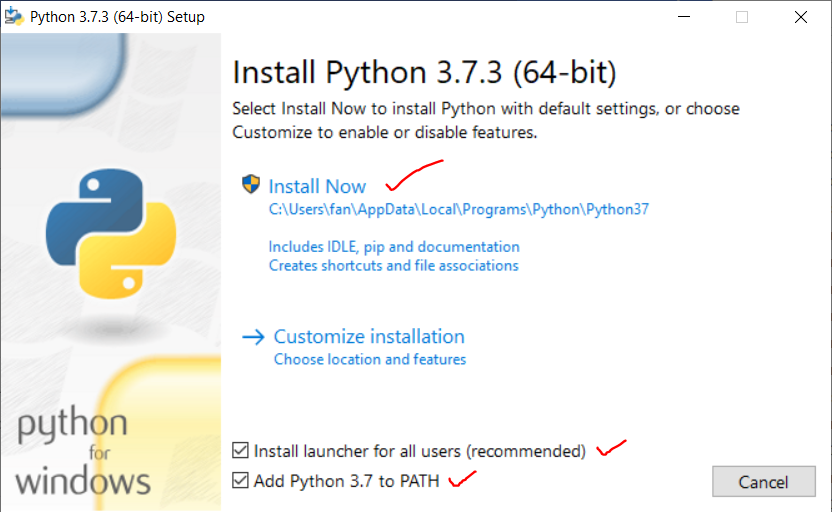 Python 3.7.3 (64-bit) Setup
Install Python 3.7.3 (64-bit)
Select Install Now to install Python with default settings, or choose
Customize to enable or disable features.
Install Now
C:\Users\fan\AppData\Local\Programs\Python\Python37
Includes IDLE, pip and documentation
Creates shortcuts and file associations
Customize installation
Choose location and features
python
for
windows
Install launcher for all users (recommended)
Add Python 3.7 to PATH
Cancel